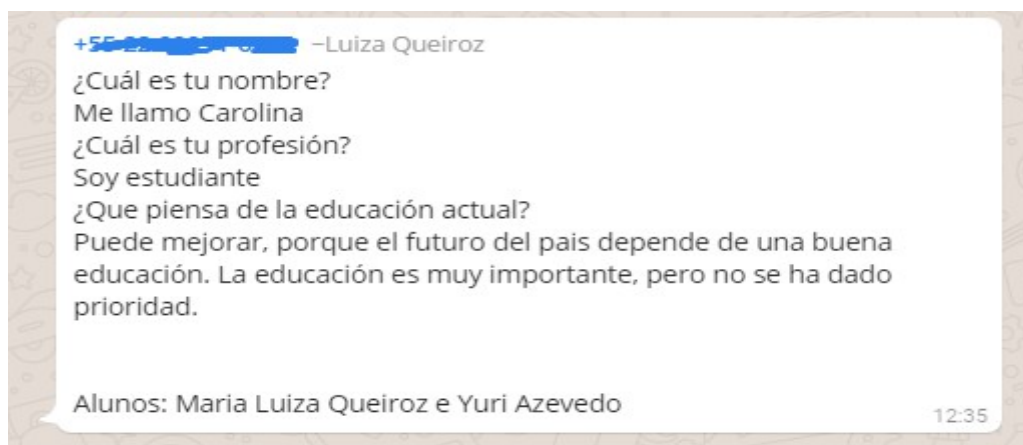 ~Luiza Queiroz
¿Cuál es tu nombre?
Me llamo Carolina
¿Cuál es tu profesión?
Soy estudiante
¿Que piensa de la educación actual?
Puede mejorar, porque el futuro del pais depende de una buena
educación. La educación es muy importante, pero no se ha dado
prioridad.
Alunos: Maria Luiza Queiroz e Yuri Azevedo
12:35